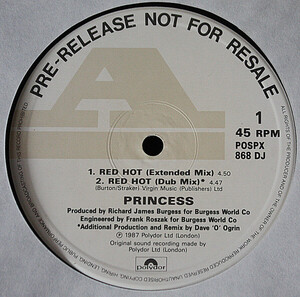 PRE-RELEASE NOT FOR RESALE
A
1
45 RPM
POSPX
868 DJ
1. RED HOT (Extended Mix) 4.50
2. RED HOT (Dub Mix)* 4.47
(Burton/Straker) Virgin Music (Publishers) Ltd
PRINCESS
Produced by Richard James Burgess for Burgess World Co
Engineered by Frank Roszak for Burgess World Co
*Additional Production and Remix by Dave 'O' Ogrin
℗ 1987 Polydor Ltd (London)
Original sound recording made by
Polydor Ltd (London)
polydor